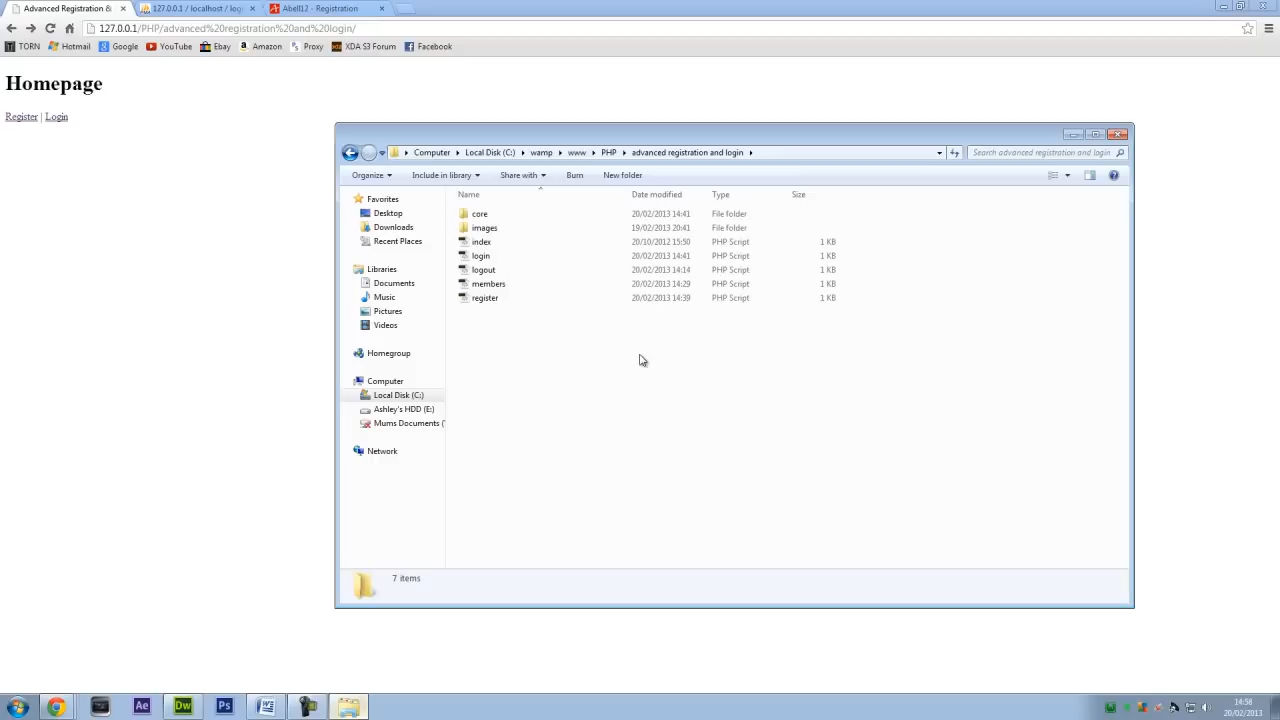 Advanced Registration &
127.0.0.1 / localhost / log
Abell12 - Registration
127.0.0.1/PHP/advanced%20registration%20and%20login/
TORN Hotmail Google YouTube Ebay Amazon Proxy XDA S3 Forum Facebook
Homepage
Register | Login
Computer Local Disk (C:) wamp www PHP advanced registration and login
Search advanced registration and login
Organize Include in library Share with Burn New folder
Name Date modified Type Size
Favorites
Desktop
Downloads
Recent Places
Libraries
Documents
Music
Pictures
Videos
Homegroup
Computer
Local Disk (C:)
Ashley's HDD (E:)
Mums Documents (
Network
core 20/02/2013 14:41 File folder
images 19/02/2013 20:41 File folder
index 20/10/2012 15:50 PHP Script 1 KB
login 20/02/2013 14:41 PHP Script 1 KB
logout 20/02/2013 14:14 PHP Script 1 KB
members 20/02/2013 14:29 PHP Script 1 KB
register 20/02/2013 14:39 PHP Script 1 KB
7 items
Ae Dw Ps
14:58
20/02/2013